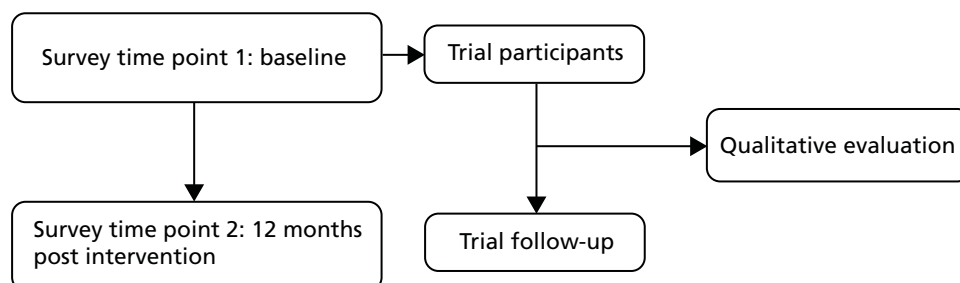 Survey time point 1: baseline
Trial participants
Qualitative evaluation
Survey time point 2: 12 months
post intervention
Trial follow-up